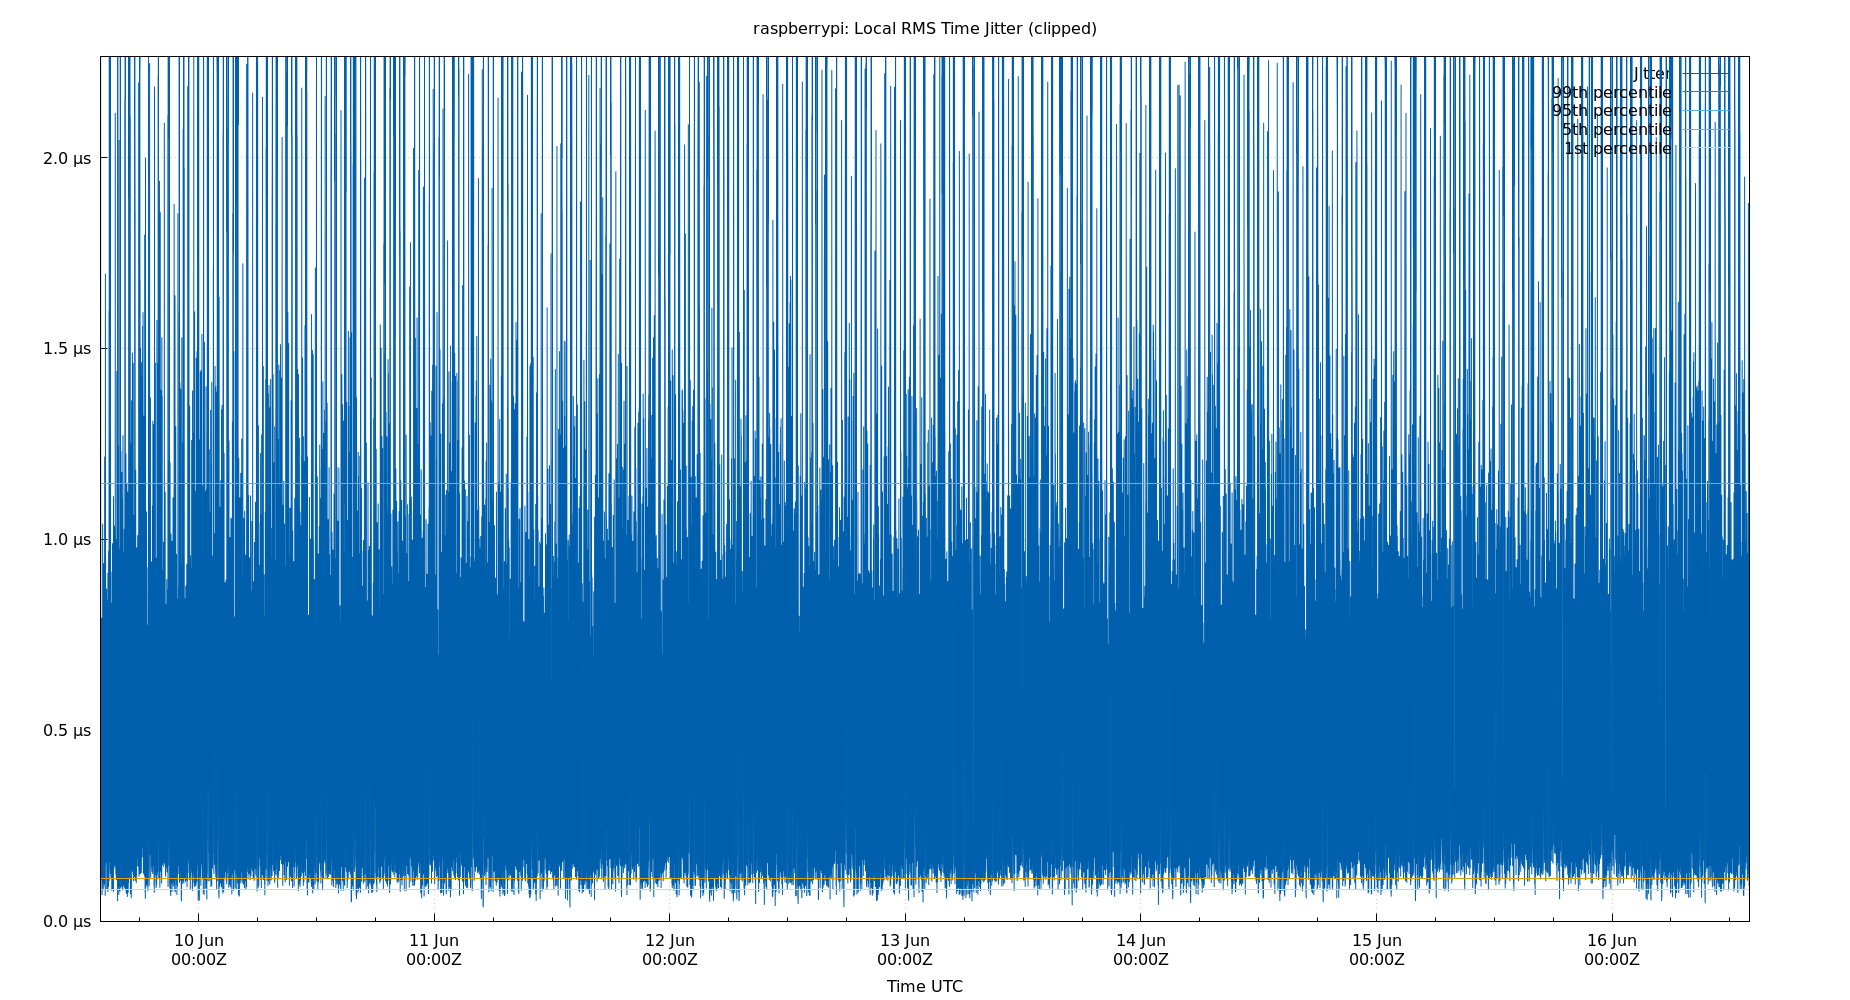 raspberrypi: Local RMS Time Jitter (clipped)
Jitter
99th percentile
95th percentile
5th percentile
1st percentile
2.0 μs
1.5 μs
1.0 μs
0.5 μs
0.0 μs
10 Jun 11 Jun 12 Jun 13 Jun 14 Jun 15 Jun 16 Jun
00:00Z 00:00Z 00:00Z 00:00Z 00:00Z 00:00Z 00:00Z
Time UTC